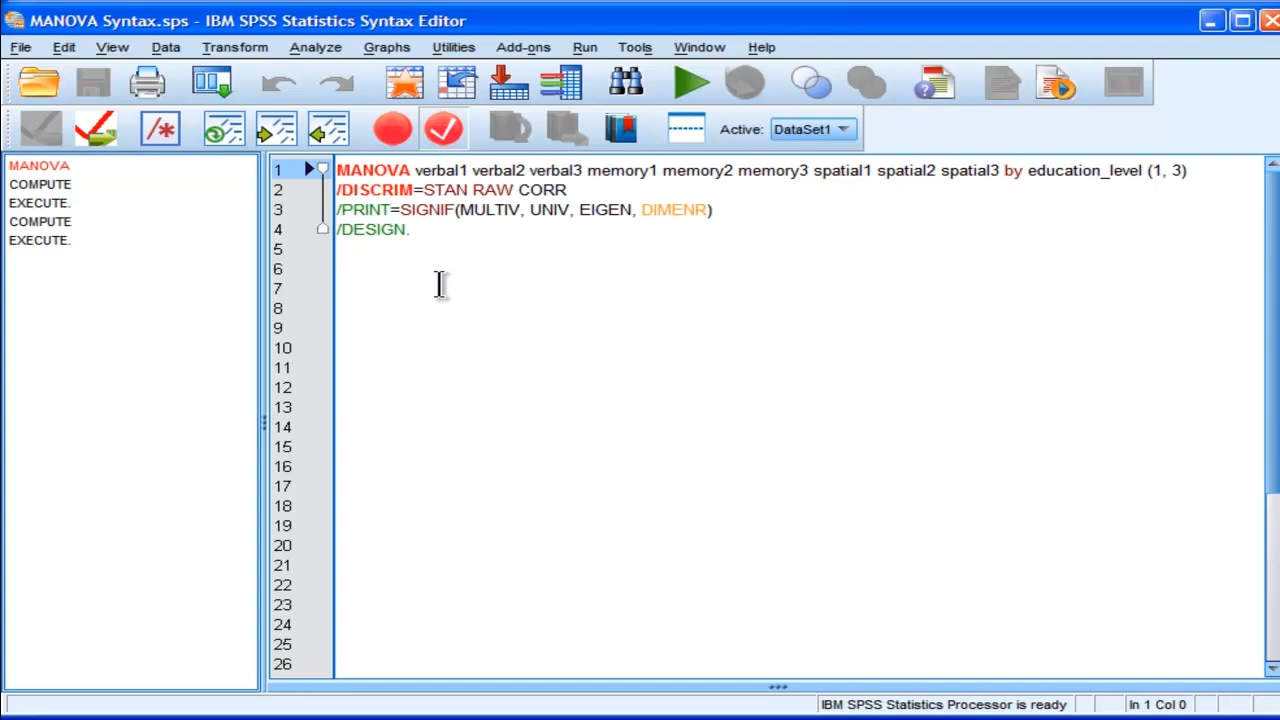 MANOVA Syntax.sps - IBM SPSS Statistics Syntax Editor
File Edit View Data Transform Analyze Graphs Utilities Add-ons Run Tools Window Help
Active: DataSet1
MANOVA
COMPUTE
EXECUTE.
COMPUTE
EXECUTE.
1 MANOVA verbal1 verbal2 verbal3 memory1 memory2 memory3 spatial1 spatial2 spatial3 by education_level (1, 3)
2 /DISCRIM=STAN RAW CORR
3 /PRINT=SIGNIF(MULTIV, UNIV, EIGEN, DIMENR)
4 /DESIGN.
5
6
7
8
9
10
11
12
13
14
15
16
17
18
19
20
21
22
23
24
25
26
IBM SPSS Statistics Processor is ready In 1 Col 0